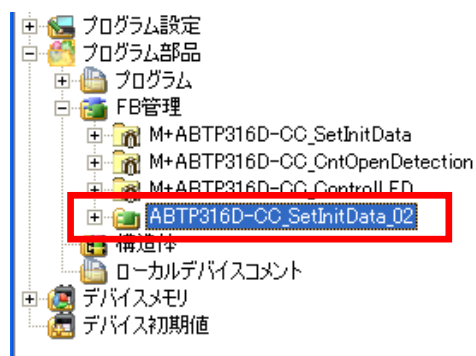 プログラム設定
プログラム部品
プログラム
FB管理
M+ABTP316D-CC_SetInitData
M+ABTP316D-CC_CntOpenDetection
M+ABTP316D-CC_ControlLED
ABTP316D-CC_SetInitData_02
構造体
ローカルデバイスコメント
デバイスメモリ
デバイス初期値